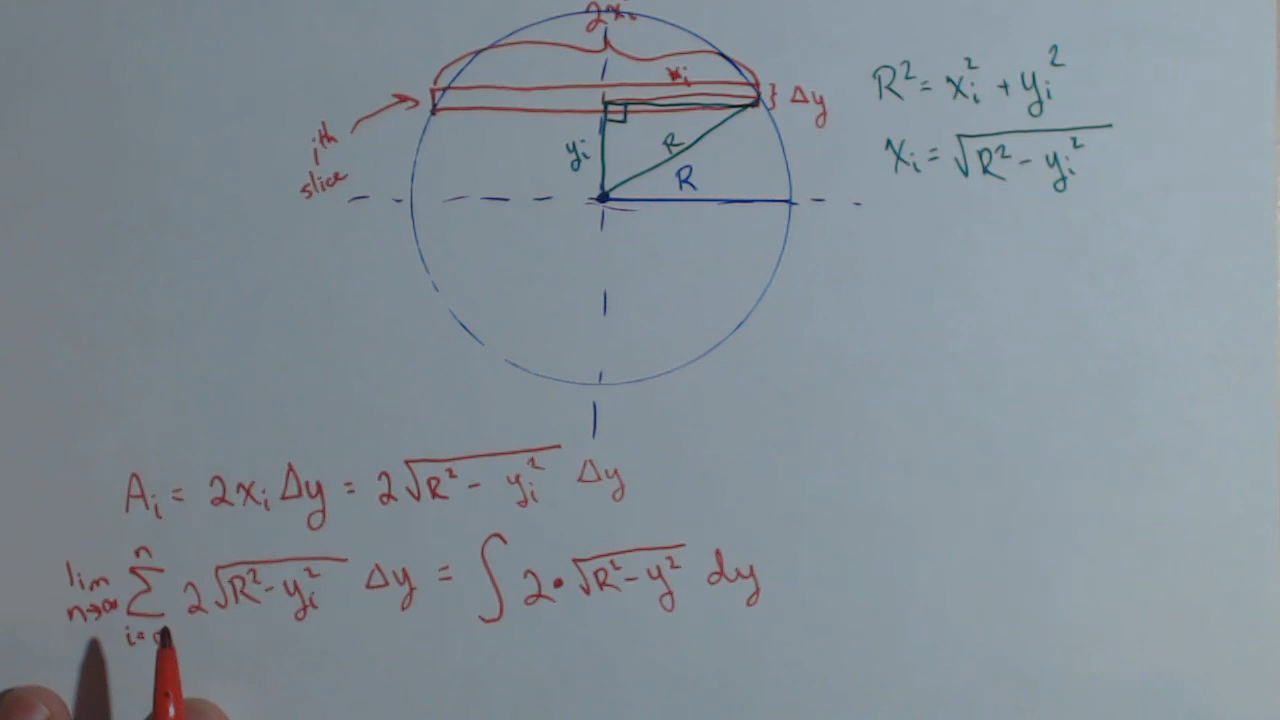 2xᵢ
xᵢ
} Δy
iᵗʰ
slice
yᵢ
R
R
R² = xᵢ² + yᵢ²
xᵢ = √(R² - yᵢ²)
Aᵢ = 2xᵢ Δy = 2√(R² - yᵢ²) Δy
lim n→∞ ∑ n i= 2√(R² - yᵢ²) Δy = ∫ 2 · √(R² - y²) dy